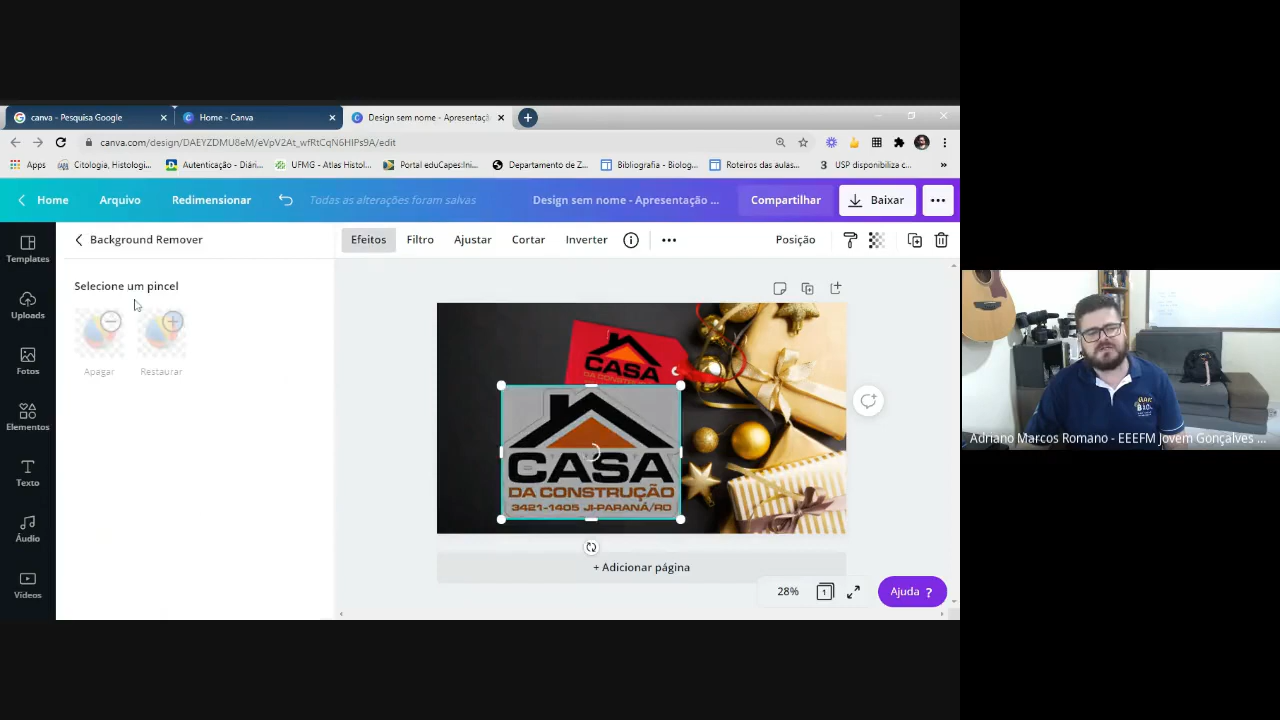 canva - Pesquisa Google
Home - Canva
Design sem nome - Apresentaçã
canva.com/design/DAEYZDMU8eM/eVpV2At_wfRtCqN6HIPs9A/edit
Apps
Citologia, Histologi...
Autenticação - Diári...
UFMG - Atlas Histol...
Portal eduCapes:Ini...
Departamento de Z...
Bibliografia - Biolog...
Roteiros das aulas...
3 USP disponibiliza c...
»
Home
Arquivo
Redimensionar
Todas as alterações foram salvas
Design sem nome - Apresentação ...
Compartilhar
Baixar
Templates
Uploads
Fotos
Elementos
Texto
Áudio
Vídeos
Background Remover
Selecione um pincel
Apagar
Restaurar
Efeitos
Filtro
Ajustar
Cortar
Inverter
Posição
CASA
DA CONSTRUÇÃO
CASA
DA CONSTRUÇÃO
3421-1405 JI-PARANÁ/RO
+ Adicionar página
28%
1
Ajuda ?
Adriano Marcos Romano - EEEFM Jovem Gonçalves ...